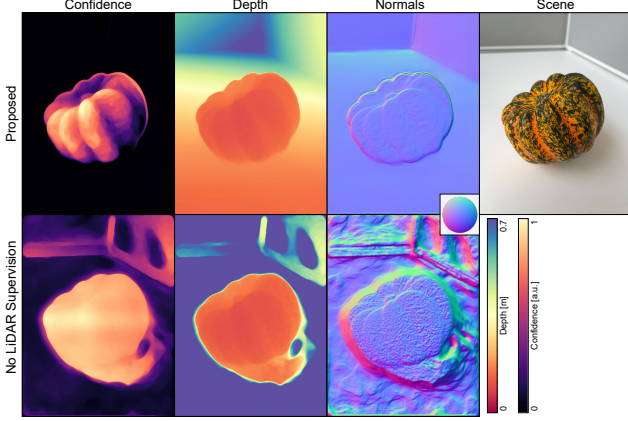 Confidence Depth Normals Scene
Proposed
No LiDAR Supervision
0 Depth [m] 0.7
0 Confidence [a.u.] 1